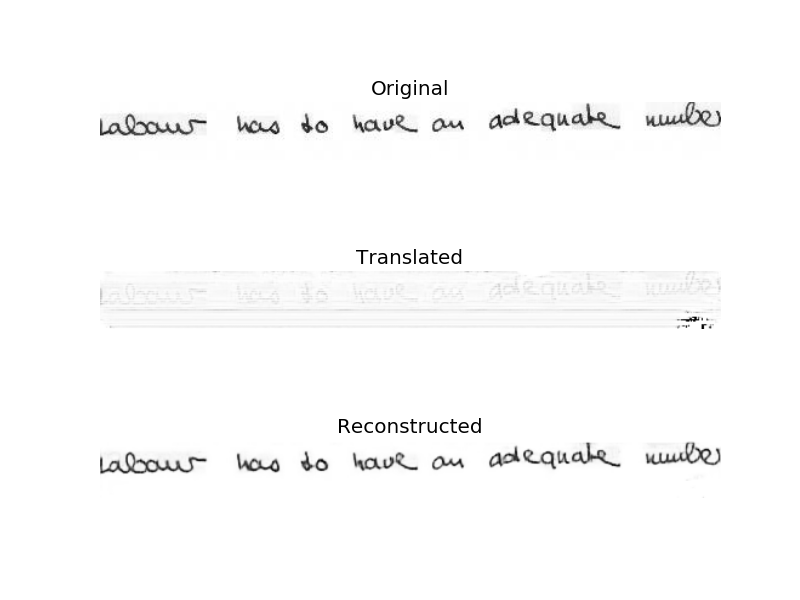 Original
Labour has to have an adequate number
Translated
Labour has to have an adequate number
Reconstructed
Labour has to have an adequate number